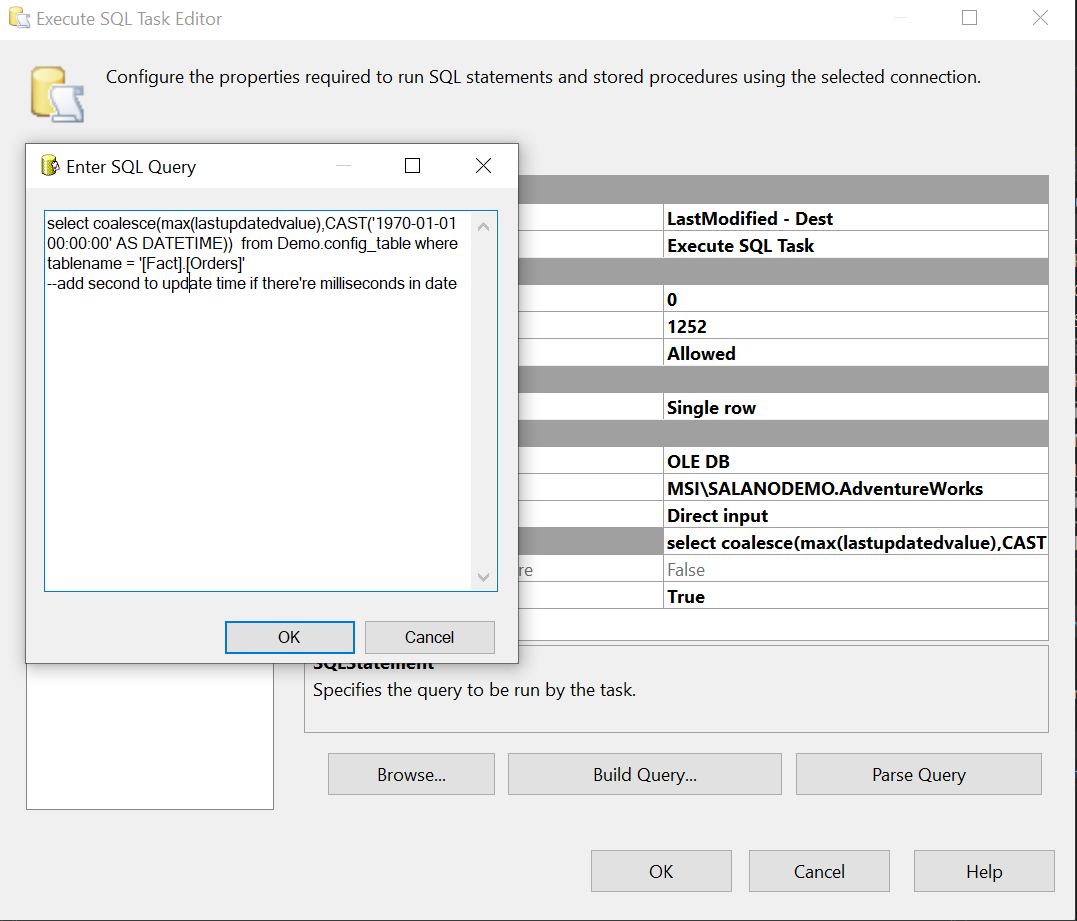 Execute SQL Task Editor
Configure the properties required to run SQL statements and stored procedures using the selected connection.
Enter SQL Query
select coalesce(max(lastupdatedvalue),CAST('1970-01-01
00:00:00' AS DATETIME))  from Demo.config_table where
tablename = '[Fact].[Orders]'
--add second to update time if there're milliseconds in date
OK
Cancel
LastModified - Dest
Execute SQL Task
0
1252
Allowed
Single row
OLE DB
MSI\SALANODEMO.AdventureWorks
Direct input
select coalesce(max(lastupdatedvalue),CAST
re
False
True
SQLStatement
Specifies the query to be run by the task.
Browse...
Build Query...
Parse Query
OK
Cancel
Help